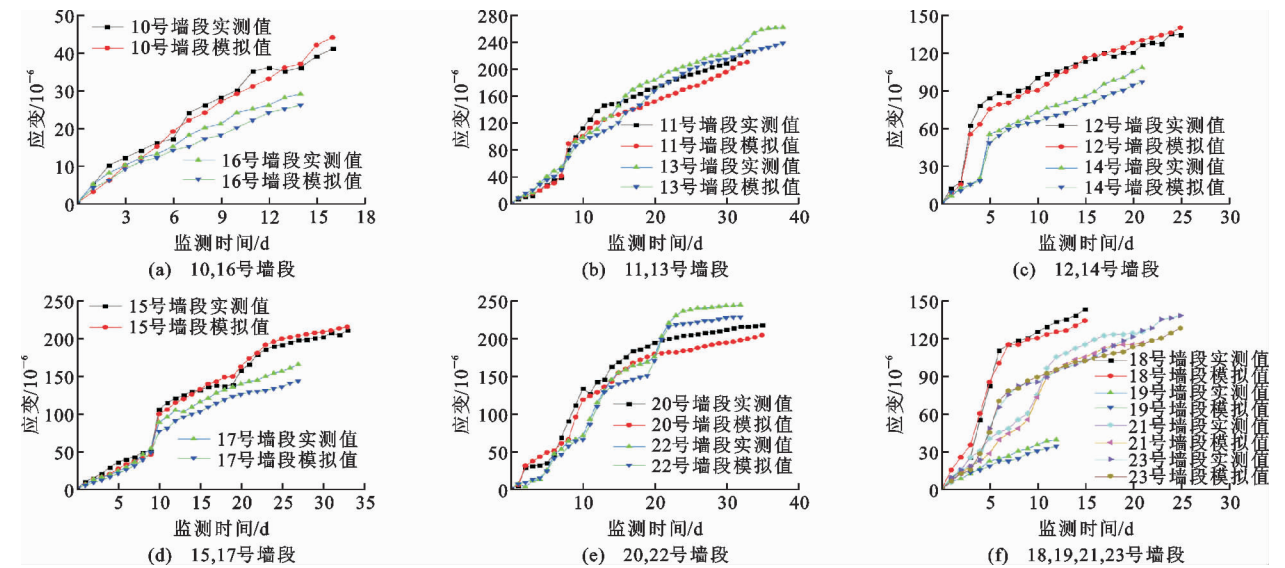 应变/10⁻⁶
50
40
30
20
10
0
10号墙段实测值
10号墙段模拟值
16号墙段实测值
16号墙段模拟值
3 6 9 12 14 16 18
监测时间/d
(a) 10,16号墙段
应变/10⁻⁶
280
240
200
160
120
80
40
0
11号墙段实测值
11号墙段模拟值
13号墙段实测值
13号墙段模拟值
10 20 30 40
监测时间/d
(b) 11,13号墙段
应变/10⁻⁶
150
120
90
60
30
0
12号墙段实测值
12号墙段模拟值
14号墙段实测值
14号墙段模拟值
5 10 15 20 25 30
监测时间/d
(c) 12,14号墙段
应变/10⁻⁶
250
200
150
100
50
0
15号墙段实测值
15号墙段模拟值
17号墙段实测值
17号墙段模拟值
5 14 15 20 25 30 35
监测时间/d
(d) 15,17号墙段
应变/10⁻⁶
250
200
150
100
50
0
20号墙段实测值
20号墙段模拟值
22号墙段实测值
22号墙段模拟值
10 20 30 40
监测时间/d
(e) 20,22号墙段
应变/10⁻⁶
150
120
90
60
30
0
18号墙段实测值
18号墙段模拟值
19号墙段实测值
19号墙段模拟值
21号墙段实测值
21号墙段模拟值
23号墙段实测值
23号墙段模拟值
5 10 15 20 25 30
监测时间/d
(f) 18,19,21,23号墙段